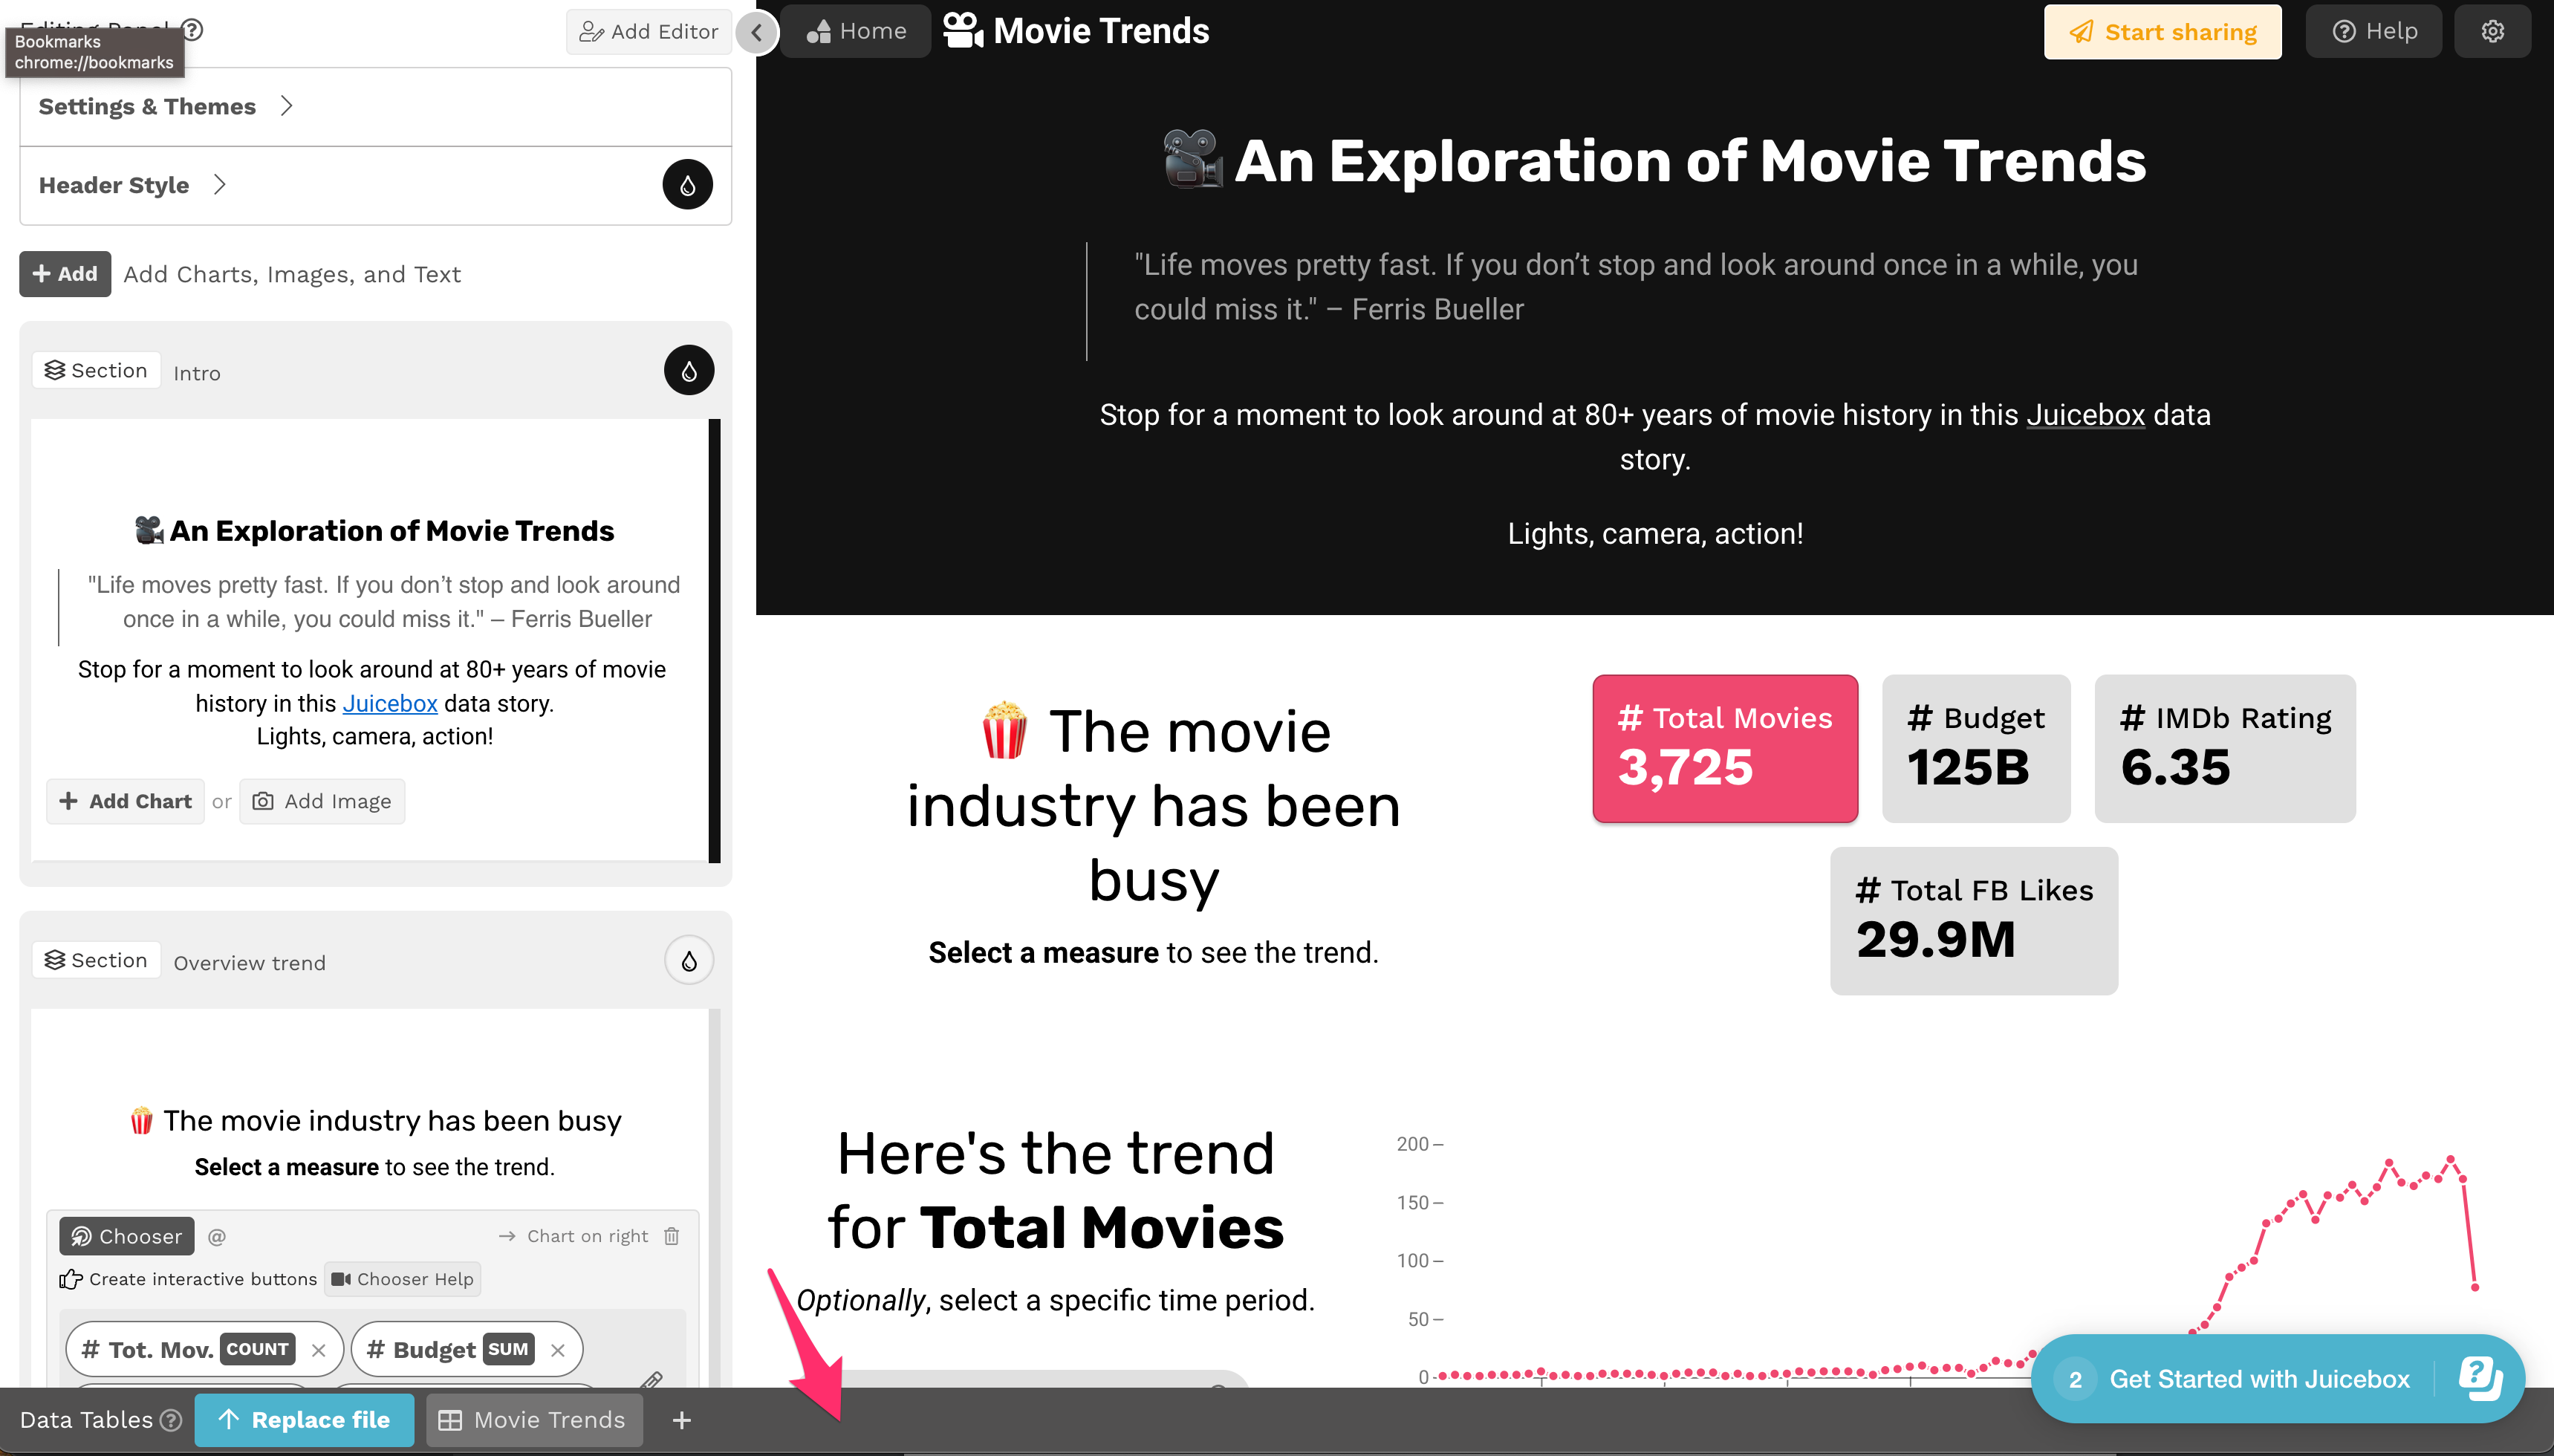 Bookmarks
chrome://bookmarks
Add Editor
Settings & Themes
Header Style
Add
Add Charts, Images, and Text
Section
Intro
An Exploration of Movie Trends
"Life moves pretty fast. If you don’t stop and look around
once in a while, you could miss it." – Ferris Bueller
Stop for a moment to look around at 80+ years of movie
history in this Juicebox data story.
Lights, camera, action!
+ Add Chart or Add Image
Section
Overview trend
The movie industry has been busy
Select a measure to see the trend.
Chooser @ → Chart on right
Create interactive buttons
Chooser Help
# Tot. Mov. COUNT ×
# Budget SUM ×
Data Tables ?
Replace file
Movie Trends
+
Home
Movie Trends
Start sharing
Help
An Exploration of Movie Trends
"Life moves pretty fast. If you don’t stop and look around once in a while, you
could miss it." – Ferris Bueller
Stop for a moment to look around at 80+ years of movie history in this Juicebox data
story.
Lights, camera, action!
The movie
industry has been
busy
Select a measure to see the trend.
# Total Movies
3,725
# Budget
125B
# IMDb Rating
6.35
# Total FB Likes
29.9M
Here's the trend
for Total Movies
Optionally, select a specific time period.
200
150
100
50
0
2 Get Started with Juicebox